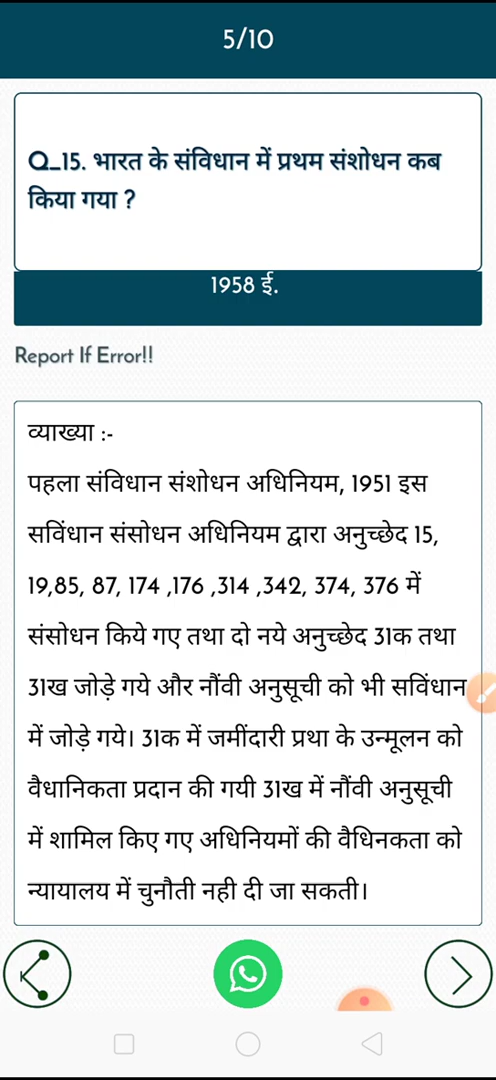 5/10
Q_15. भारत के संविधान में प्रथम संशोधन कब
किया गया ?
1958 ई.
Report If Error!!
व्याख्या :-
पहला संविधान संशोधन अधिनियम, 1951 इस
सविंधान संसोधन अधिनियम द्वारा अनुच्छेद 15,
19,85, 87, 174 ,176 ,314 ,342, 374, 376 में
संसोधन किये गए तथा दो नये अनुच्छेद 31क तथा
31ख जोड़े गये और नौंवी अनुसूची को भी सविंधान
में जोड़े गये। 31क में जमींदारी प्रथा के उन्मूलन को
वैधानिकता प्रदान की गयी 31ख में नौंवी अनुसूची
में शामिल किए गए अधिनियमों की वैधिनकता को
न्यायालय में चुनौती नही दी जा सकती।